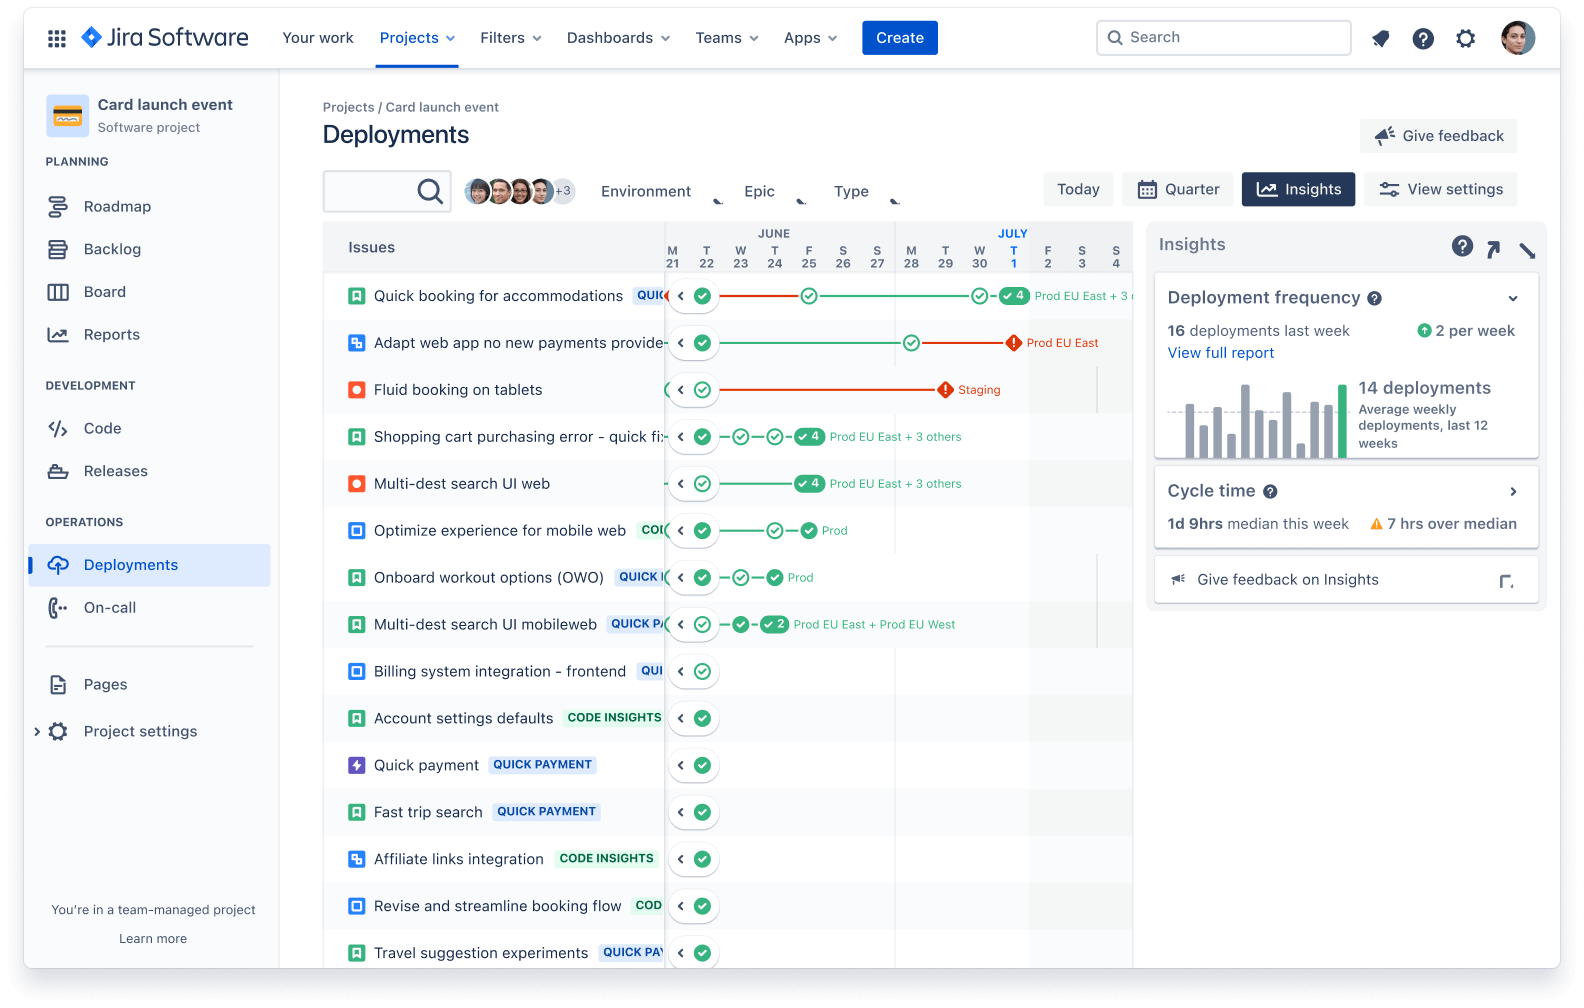 Jira Software
Your work
Projects
Filters
Dashboards
Teams
Apps
Create
Search
Card launch event
Software project
PLANNING
Roadmap
Backlog
Board
Reports
DEVELOPMENT
Code
Releases
OPERATIONS
Deployments
On-call
Pages
Project settings
You're in a team-managed project
Learn more
Projects / Card launch event
Deployments
Give feedback
+3
Environment
Epic
Type
Today
Quarter
Insights
View settings
Issues
JUNE
JULY
M T W T F S S M T W T F S S
21 22 23 24 25 26 27 28 29 30 1 2 3 4
Quick booking for accommodations
4 Prod EU East + 3
Adapt web app no new payments provide
Prod EU East
Fluid booking on tablets
Staging
Shopping cart purchasing error - quick fix
4 Prod EU East + 3 others
Multi-dest search UI web
4 Prod EU East + 3 others
Optimize experience for mobile web COD
Prod
Onboard workout options (OWO) QUICK
Prod
Multi-dest search UI mobileweb QUICK PA
2 Prod EU East + Prod EU West
Billing system integration - frontend QUI
Account settings defaults CODE INSIGHTS
Quick payment QUICK PAYMENT
Fast trip search QUICK PAYMENT
Affiliate links integration CODE INSIGHTS
Revise and streamline booking flow COD
Travel suggestion experiments QUICK PAY
Insights
Deployment frequency
16 deployments last week
2 per week
View full report
14 deployments
Average weekly
deployments, last 12
weeks
Cycle time
1d 9hrs median this week
7 hrs over median
Give feedback on Insights